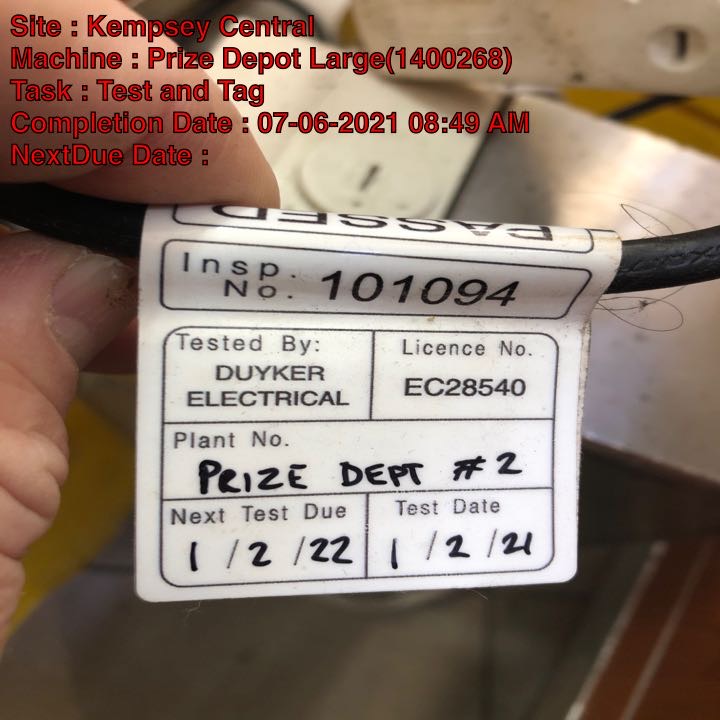 Site : Kempsey Central
Machine : Prize Depot Large(1400268)
Task : Test and Tag
Completion Date : 07-06-2021 08:49 AM
NextDue Date :
PASSED
Insp. No. 101094
Tested By:
DUYKER
ELECTRICAL
Licence No.
EC28540
Plant No.
PRIZE DEPT #2
Next Test Due
1/2/22
Test Date
1/2/21